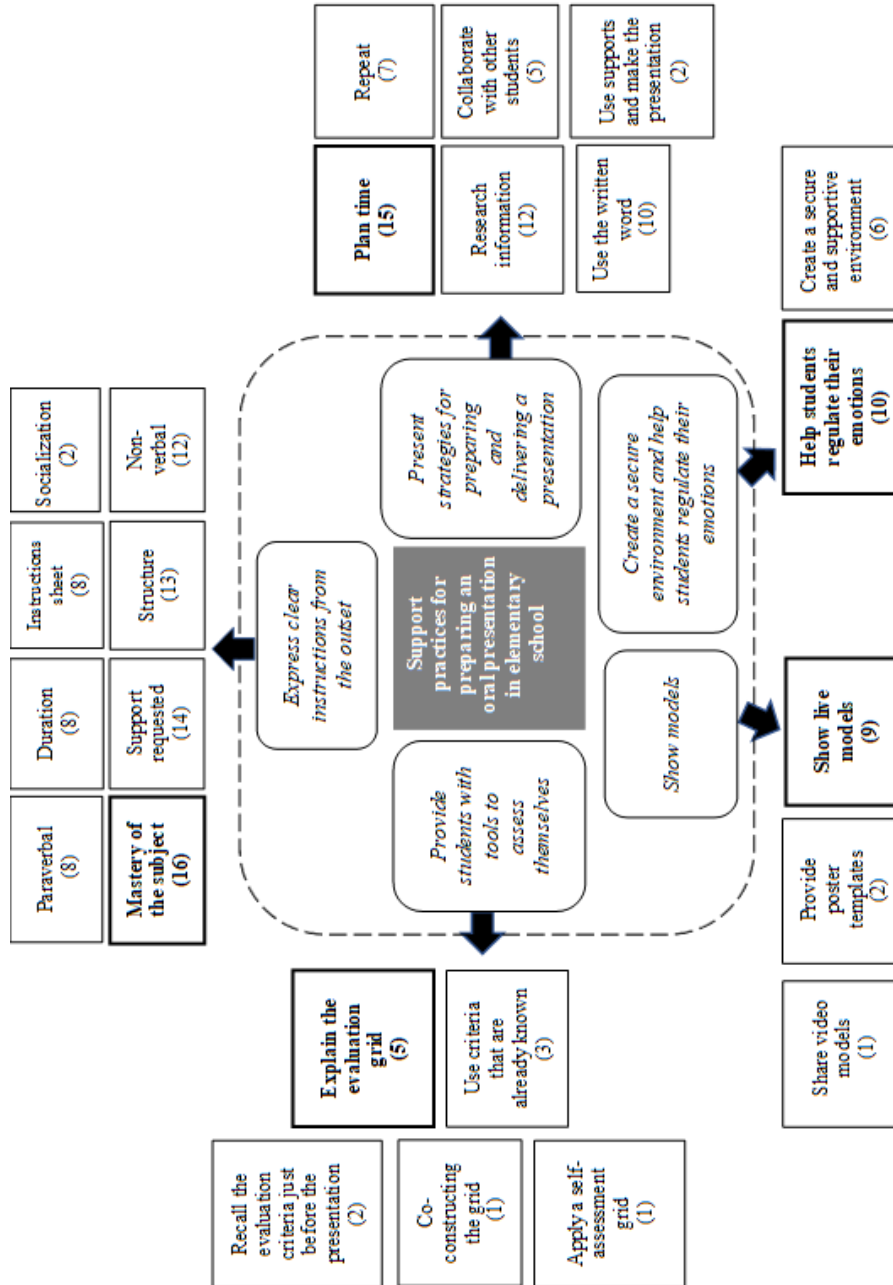 Paraverbal
(8)
Duration
(8)
Instructions
sheet
(8)
Socialization
(2)
Mastery of
the subject
(16)
Support
requested
(14)
Structure
(13)
Non-
verbal
(12)
Recall the
evaluation
criteria just
before the
presentation
(2)
Explain the
evaluation
grid
(5)
Co-
constructing
the grid
(1)
Use criteria
that are
already known
(3)
Apply a self-
assessment
grid
(1)
Express clear
instructions from
the outset
Provide
students with
tools to
assess
themselves
Support
practices for
preparing an
oral presentation
in elementary
school
Present
strategies for
preparing
and
delivering a
presentation
Show models
Create a secure
environment and help
students regulate their
emotions
Plan time
(15)
Repeat
(7)
Research
information
(12)
Collaborate
with other
students
(5)
Use the written
word
(10)
Use supports
and make the
presentation
(2)
Share video
models
(1)
Provide
poster
templates
(2)
Show live
models
(9)
Help students
regulate their
emotions
(10)
Create a secure
and supportive
environment
(6)